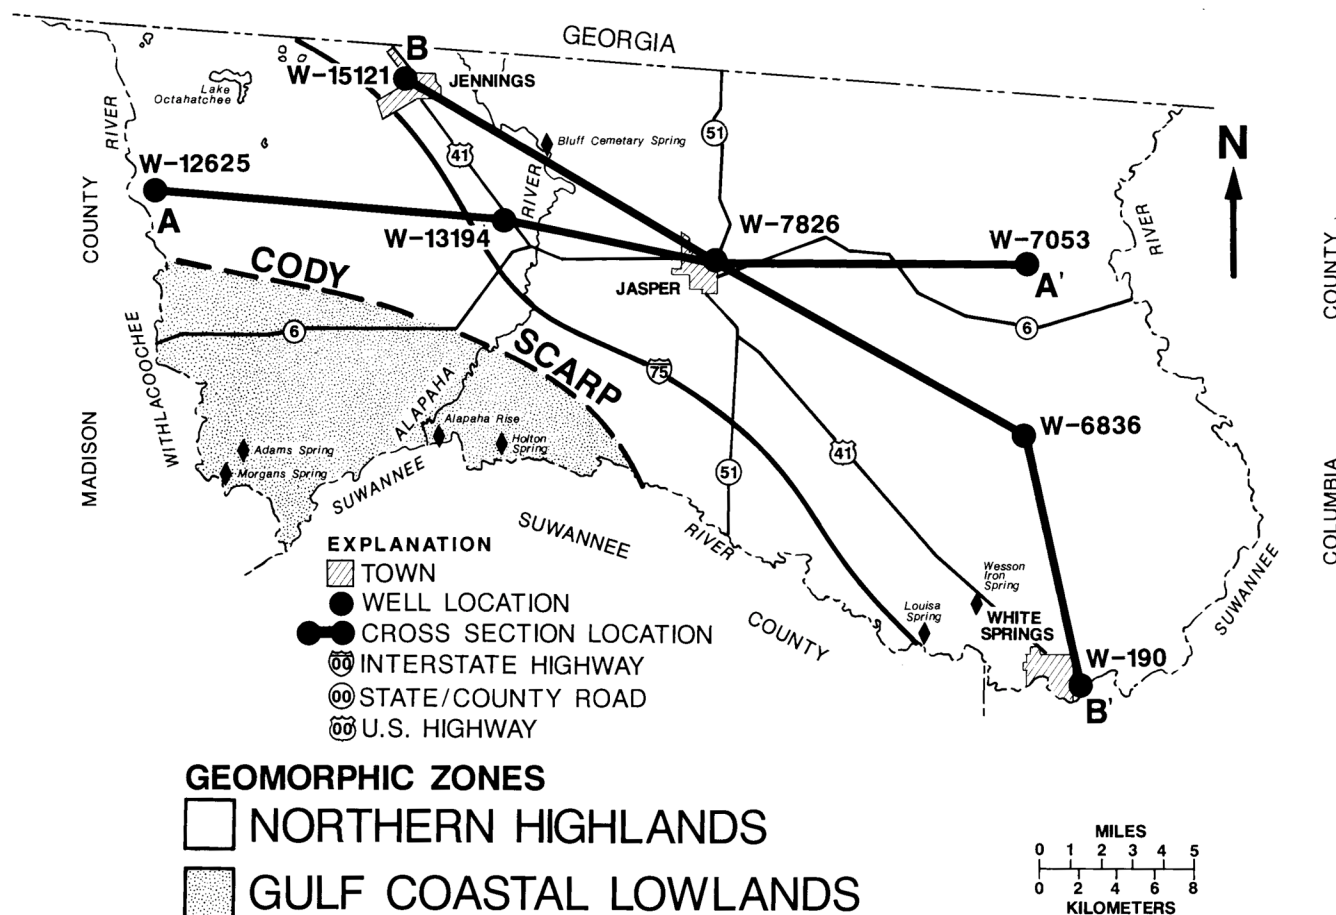 GEORGIA
B
W-15121
JENNINGS
Lake
Octahatchee
RIVER
51
N
41
Bluff Cemetary Spring
W-12625
RIVER
COUNTY
A
W-13194
W-7826
W-7053
RIVER
COUNTY
CODY
JASPER
A'
6
6
SCARP
75
WITHLACOOCHEE
ALAPAHA
MADISON
Alapaha Rise
W-6836
Adams Spring
Holton
Spring
41
Morgans Spring
51
SUWANNEE
SUWANNEE
RIVER
COLUMBIA
EXPLANATION
TOWN
WELL LOCATION
CROSS SECTION LOCATION
00 INTERSTATE HIGHWAY
00 STATE/COUNTY ROAD
00 U.S. HIGHWAY
Wesson
Iron
Spring
Louisa
Spring
WHITE
SPRINGS
SUWANNEE
COUNTY
W-190
B'
GEOMORPHIC ZONES
NORTHERN HIGHLANDS
GULF COASTAL LOWLANDS
MILES
0 1 2 3 4 5
0 2 4 6 8
KILOMETERS